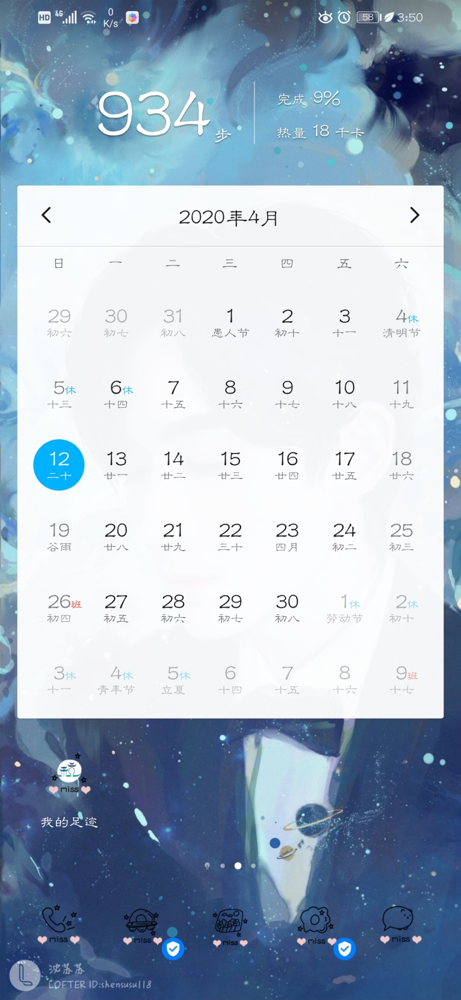 HD 4G 0 K/s 58 3:50
934步
完成 9%
热量 18 千卡
2020年4月
日 一 二 三 四 五 六
29 30 31 1 2 3 4休
初六 初七 初八 愚人节 初十 十一 清明节
5休 6休 7 8 9 10 11
十三 十四 十五 十六 十七 十八 十九
12 13 14 15 16 17 18
二十 廿一 廿二 廿三 廿四 廿五 廿六
19 20 21 22 23 24 25
谷雨 廿八 廿九 三十 四月 初二 初三
26班 27 28 29 30 1休 2休
初四 初五 初六 初七 初八 劳动节 初十
3休 4休 5休 6 7 8 9班
十一 青年节 立夏 十四 十五 十六 十七
miss
我的足迹
miss miss miss miss miss
沈苏苏
LOFTER ID:shensusu118